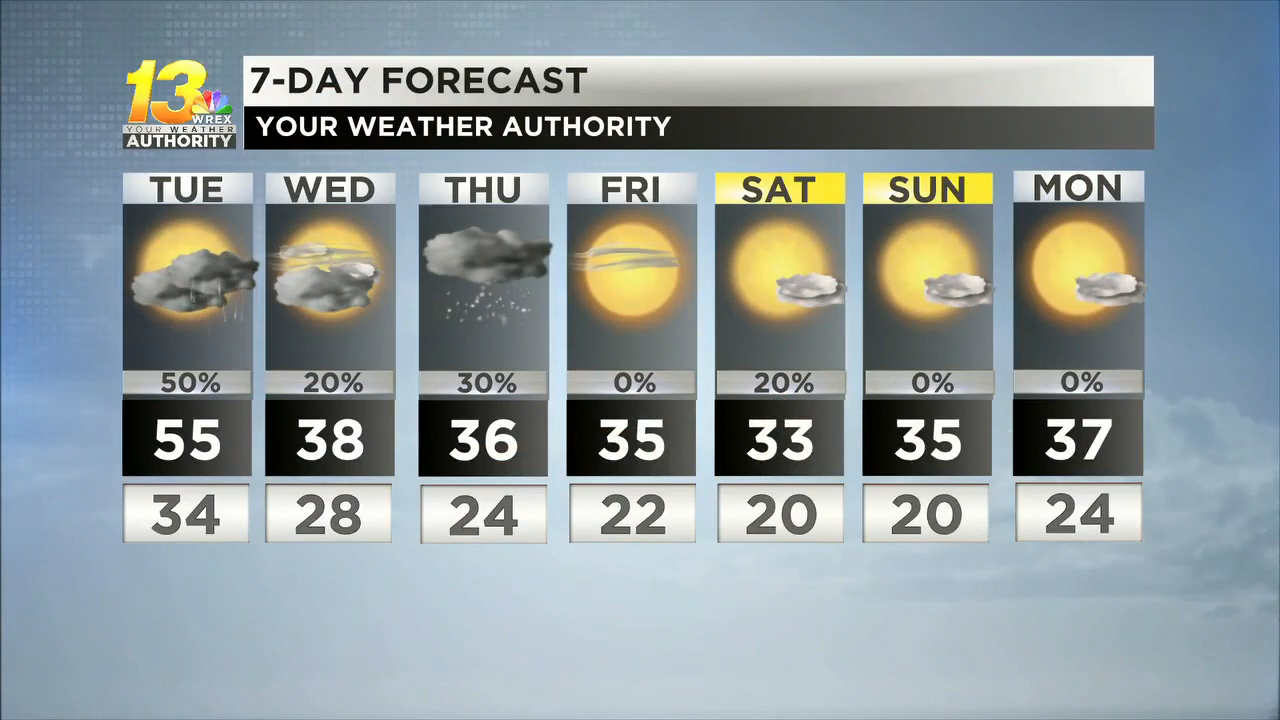 13
WREX
YOUR WEATHER
AUTHORITY
7-DAY FORECAST
YOUR WEATHER AUTHORITY
TUE WED THU FRI SAT SUN MON
50% 20% 30% 0% 20% 0% 0%
55 38 36 35 33 35 37
34 28 24 22 20 20 24